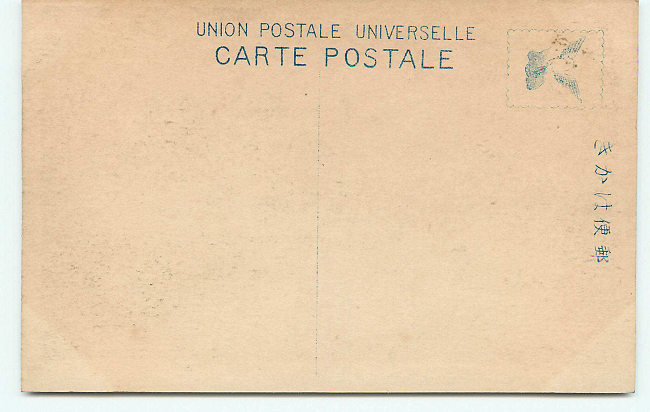 UNION POSTALE UNIVERSELLE
CARTE POSTALE
郵便はかき